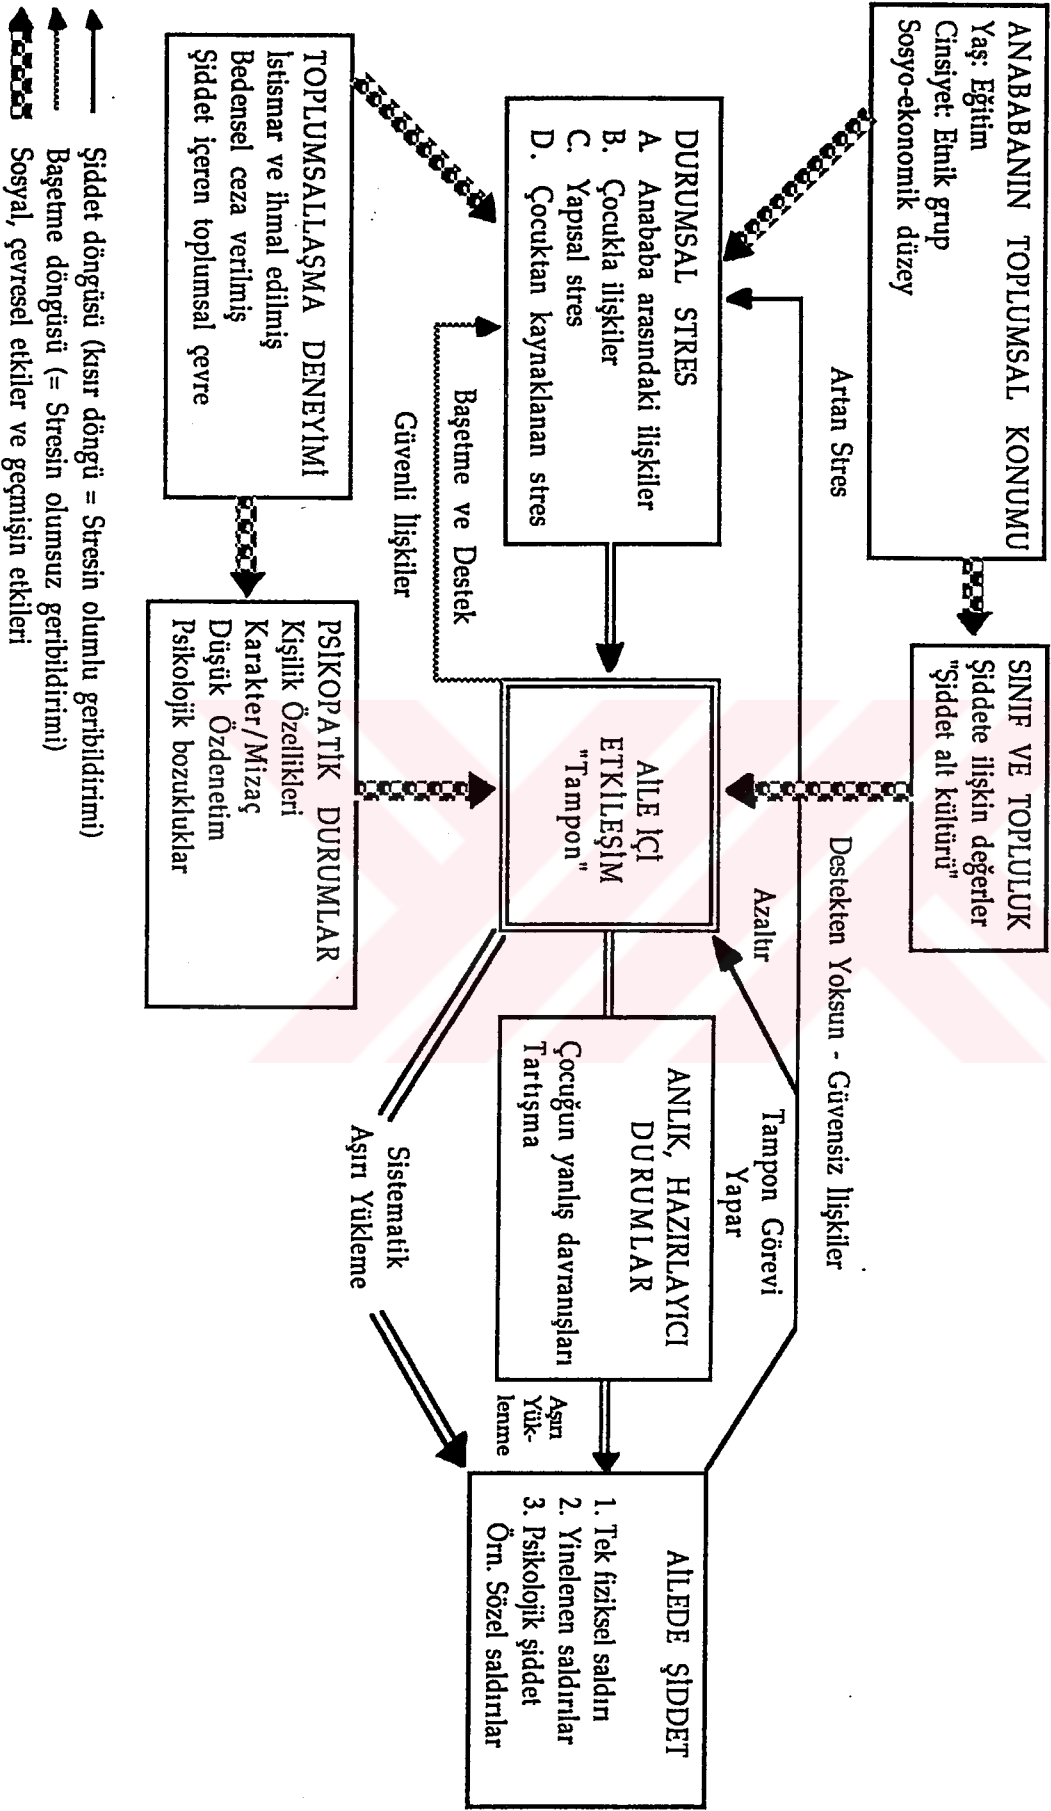 ANABABANIN TOPLUMSAL KONUMU
Yaş: Eğitim
Cinsiyet: Etnik grup
Sosyo-ekonomik düzey
SINIF VE TOPLULUK
Şiddete ilişkin değerler
"Şiddet alt kültürü"
Artan Stres
Destekten Yoksun - Güvensiz İlişkiler
DURUMSAL STRES
A. Anababa arasındaki ilişkiler
B. Çocukla ilişkiler
C. Yapısal stres
D. Çocuktan kaynaklanan stres
AİLE İÇİ
ETKİLEŞİM
"Tampon"
Azaltır
Tampon Görevi
Yapar
ANLIK, HAZIRLAYICI
DURUMLAR
Çocuğun yanlış davranışları
Tartışma
Aşırı
Yük-
lenme
AİLEDE ŞİDDET
1. Tek fiziksel saldırı
2. Yinelenen saldırılar
3. Psikolojik şiddet
Örn. Sözel saldırılar
Başetme ve Destek
Güvenli İlişkiler
Sistematik
Aşırı Yükleme
TOPLUMSALLAŞMA DENEYİMİ
İstismar ve ihmal edilmiş
Bedensel ceza verilmiş
Şiddet içeren toplumsal çevre
PSİKOPATİK DURUMLAR
Kişilik Özellikleri
Karakter/Mizaç
Düşük Özdenetim
Psikolojik bozukluklar
Şiddet döngüsü (kısır döngü = Stresin olumlu geribildirimi)
Başetme döngüsü (= Stresin olumsuz geribildirimi)
Sosyal, çevresel etkiler ve geçmişin etkileri